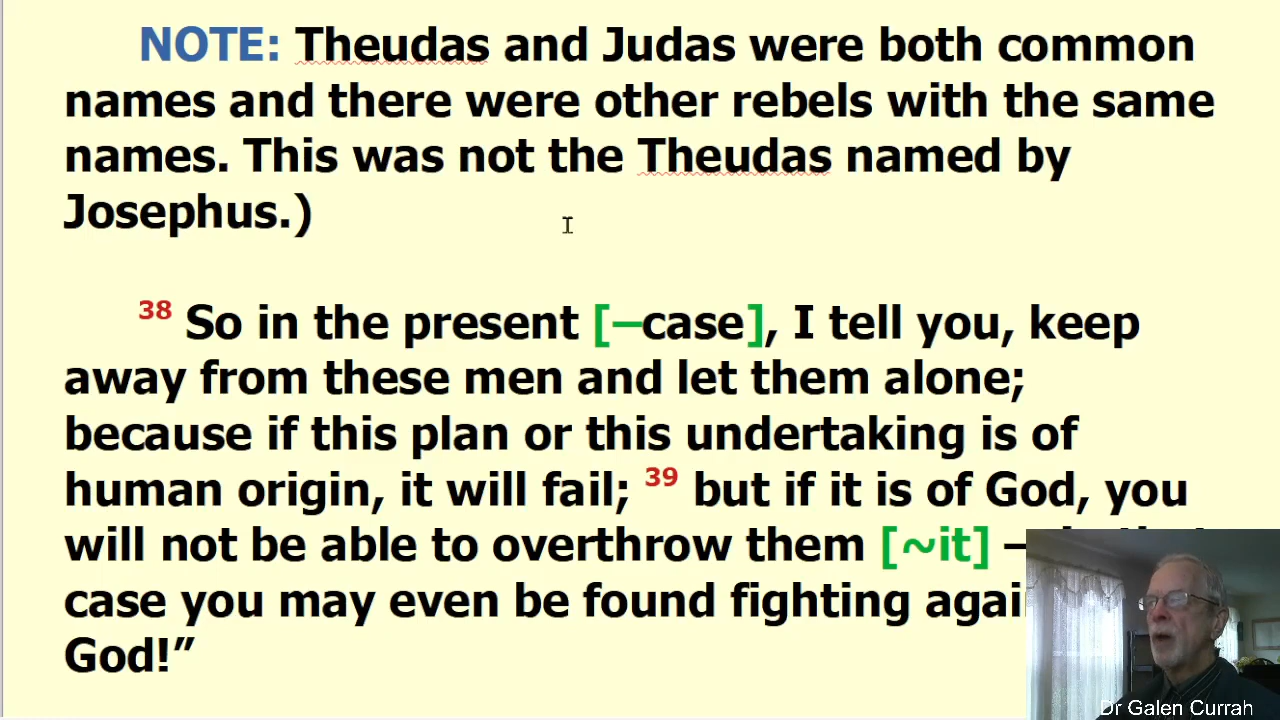 NOTE: Theudas and Judas were both common
names and there were other rebels with the same
names. This was not the Theudas named by
Josephus.)
38 So in the present [–case], I tell you, keep
away from these men and let them alone;
because if this plan or this undertaking is of
human origin, it will fail; 39 but if it is of God, you
will not be able to overthrow them [~it] –
case you may even be found fighting
God!”
Dr Galen Currah